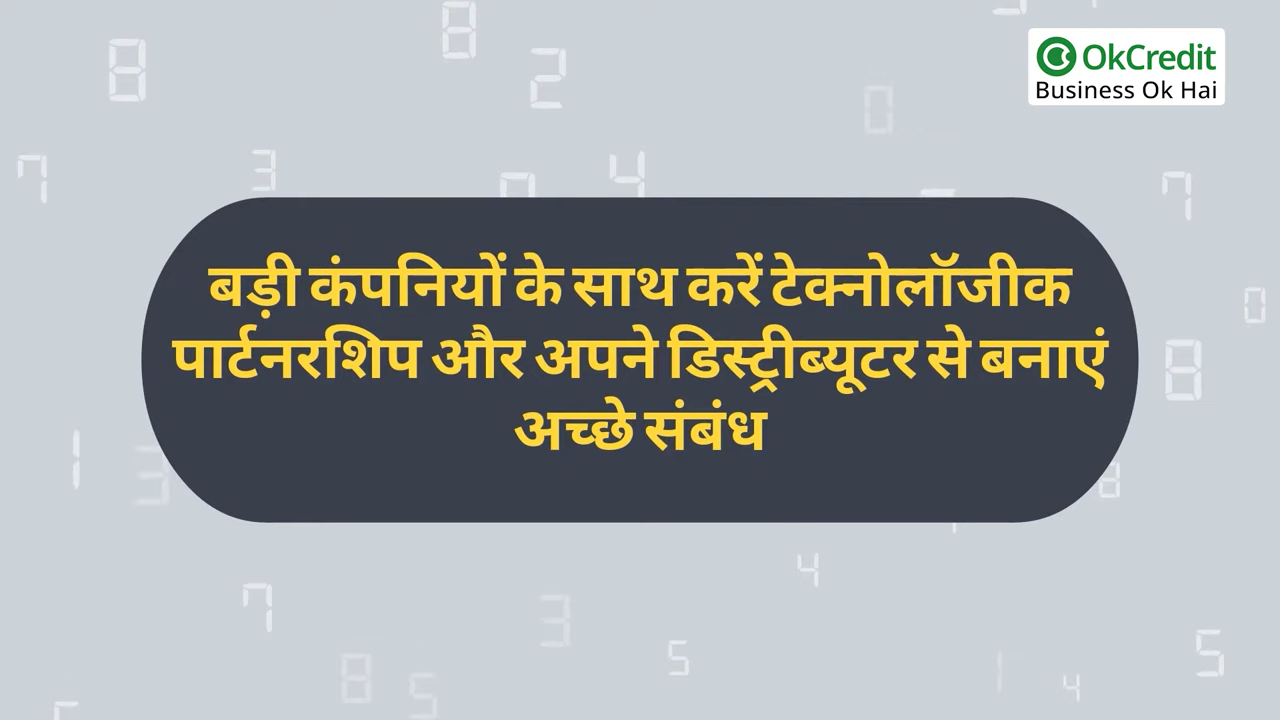 OkCredit
Business Ok Hai
बड़ी कंपनियों के साथ करें टेक्नोलॉजीक
पार्टनरशिप और अपने डिस्ट्रीब्यूटर से बनाएं
अच्छे संबंध